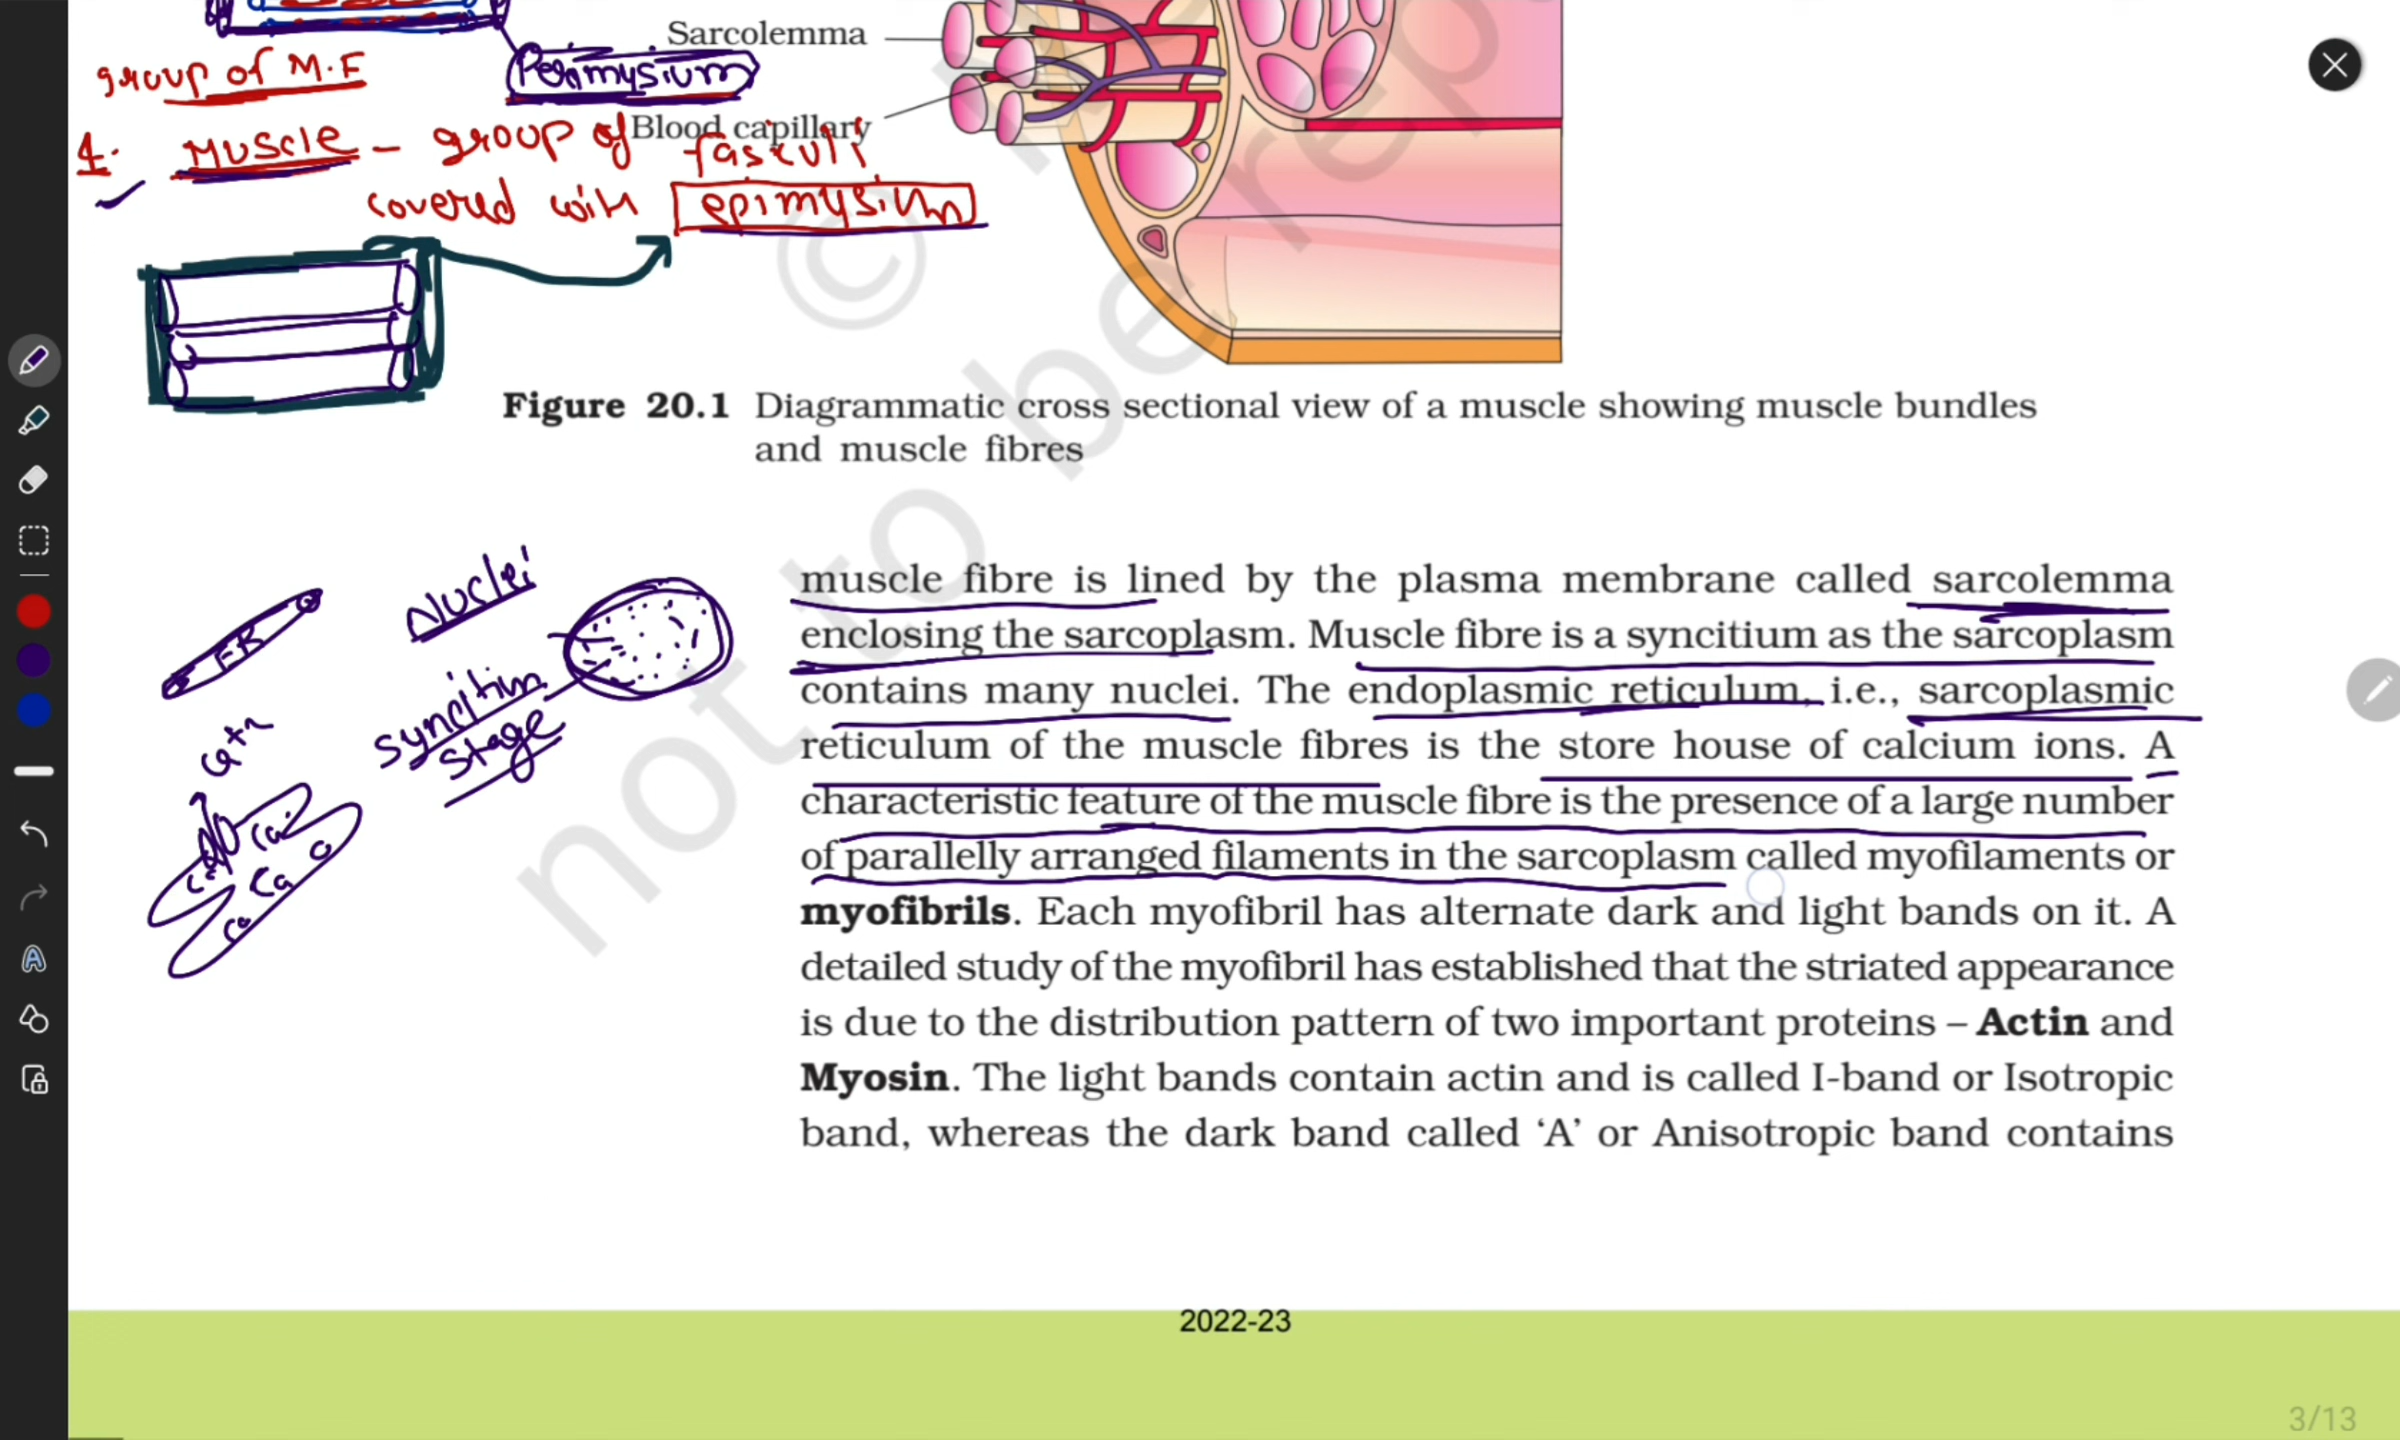 Sarcolemma
group of M.F
Perimysium
Blood capillary
4. Muscle - group of fasiculi
covered with epimysium
Figure 20.1 Diagrammatic cross sectional view of a muscle showing muscle bundles
and muscle fibres
© not to be rep
Nuclei
syncitium
stage
Ca
Ca
Ca
muscle fibre is lined by the plasma membrane called sarcolemma
enclosing the sarcoplasm. Muscle fibre is a syncitium as the sarcoplasm
contains many nuclei. The endoplasmic reticulum, i.e., sarcoplasmic
reticulum of the muscle fibres is the store house of calcium ions. A
characteristic feature of the muscle fibre is the presence of a large number
of parallelly arranged filaments in the sarcoplasm called myofilaments or
myofibrils. Each myofibril has alternate dark and light bands on it. A
detailed study of the myofibril has established that the striated appearance
is due to the distribution pattern of two important proteins – Actin and
Myosin. The light bands contain actin and is called I-band or Isotropic
band, whereas the dark band called ‘A’ or Anisotropic band contains
2022-23
3/13